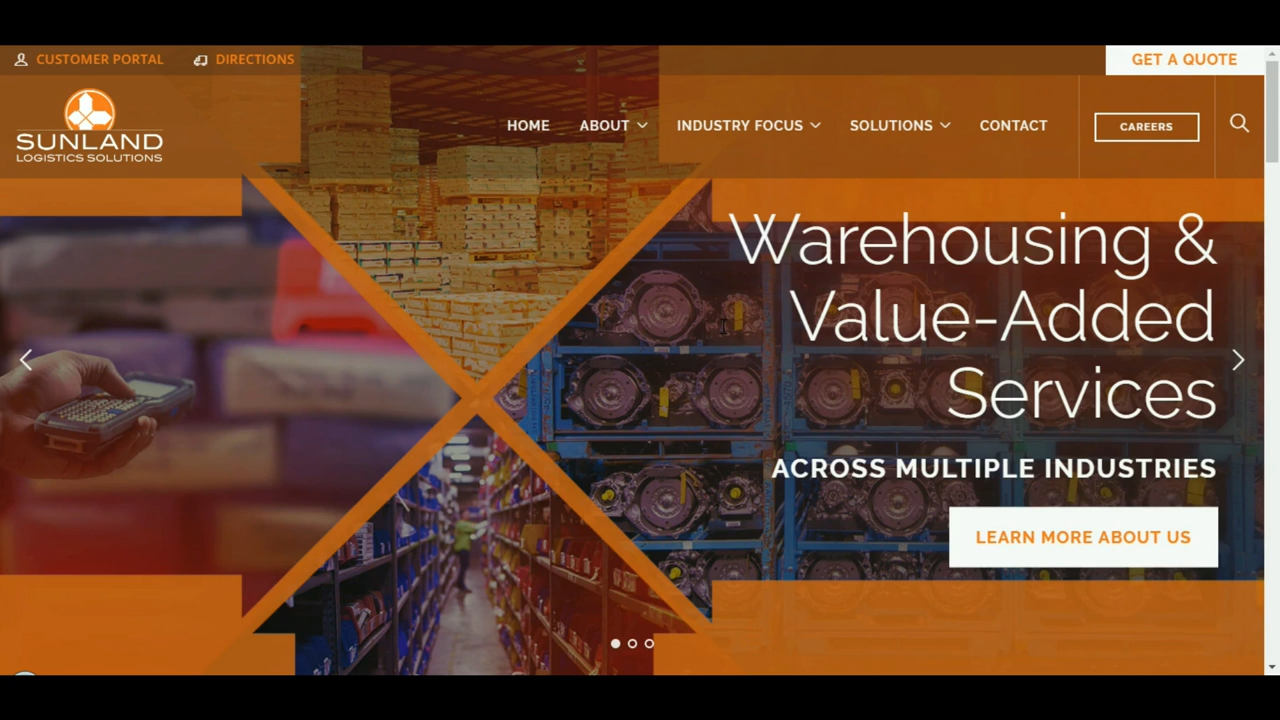 CUSTOMER PORTAL
DIRECTIONS
GET A QUOTE
SUNLAND
LOGISTICS SOLUTIONS
HOME
ABOUT
INDUSTRY FOCUS
SOLUTIONS
CONTACT
CAREERS
Warehousing &
Value-Added
Services
ACROSS MULTIPLE INDUSTRIES
LEARN MORE ABOUT US